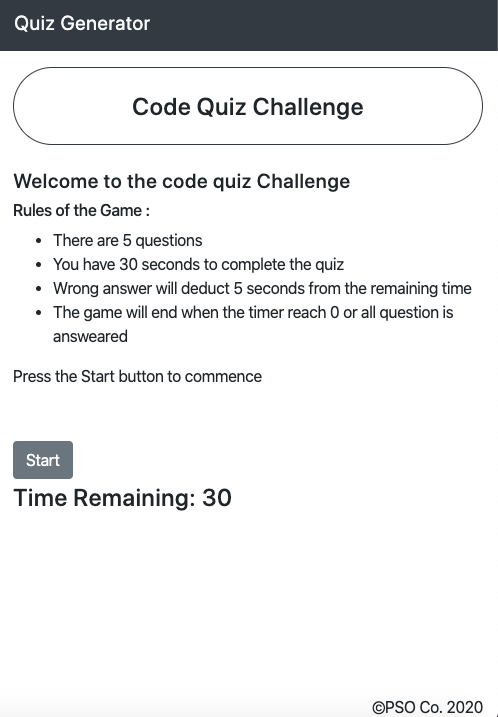 Quiz Generator
Code Quiz Challenge
Welcome to the code quiz Challenge
Rules of the Game :
• There are 5 questions
• You have 30 seconds to complete the quiz
• Wrong answer will deduct 5 seconds from the remaining time
• The game will end when the timer reach 0 or all question is
answeared
Press the Start button to commence
Start
Time Remaining: 30
©PSO Co. 2020